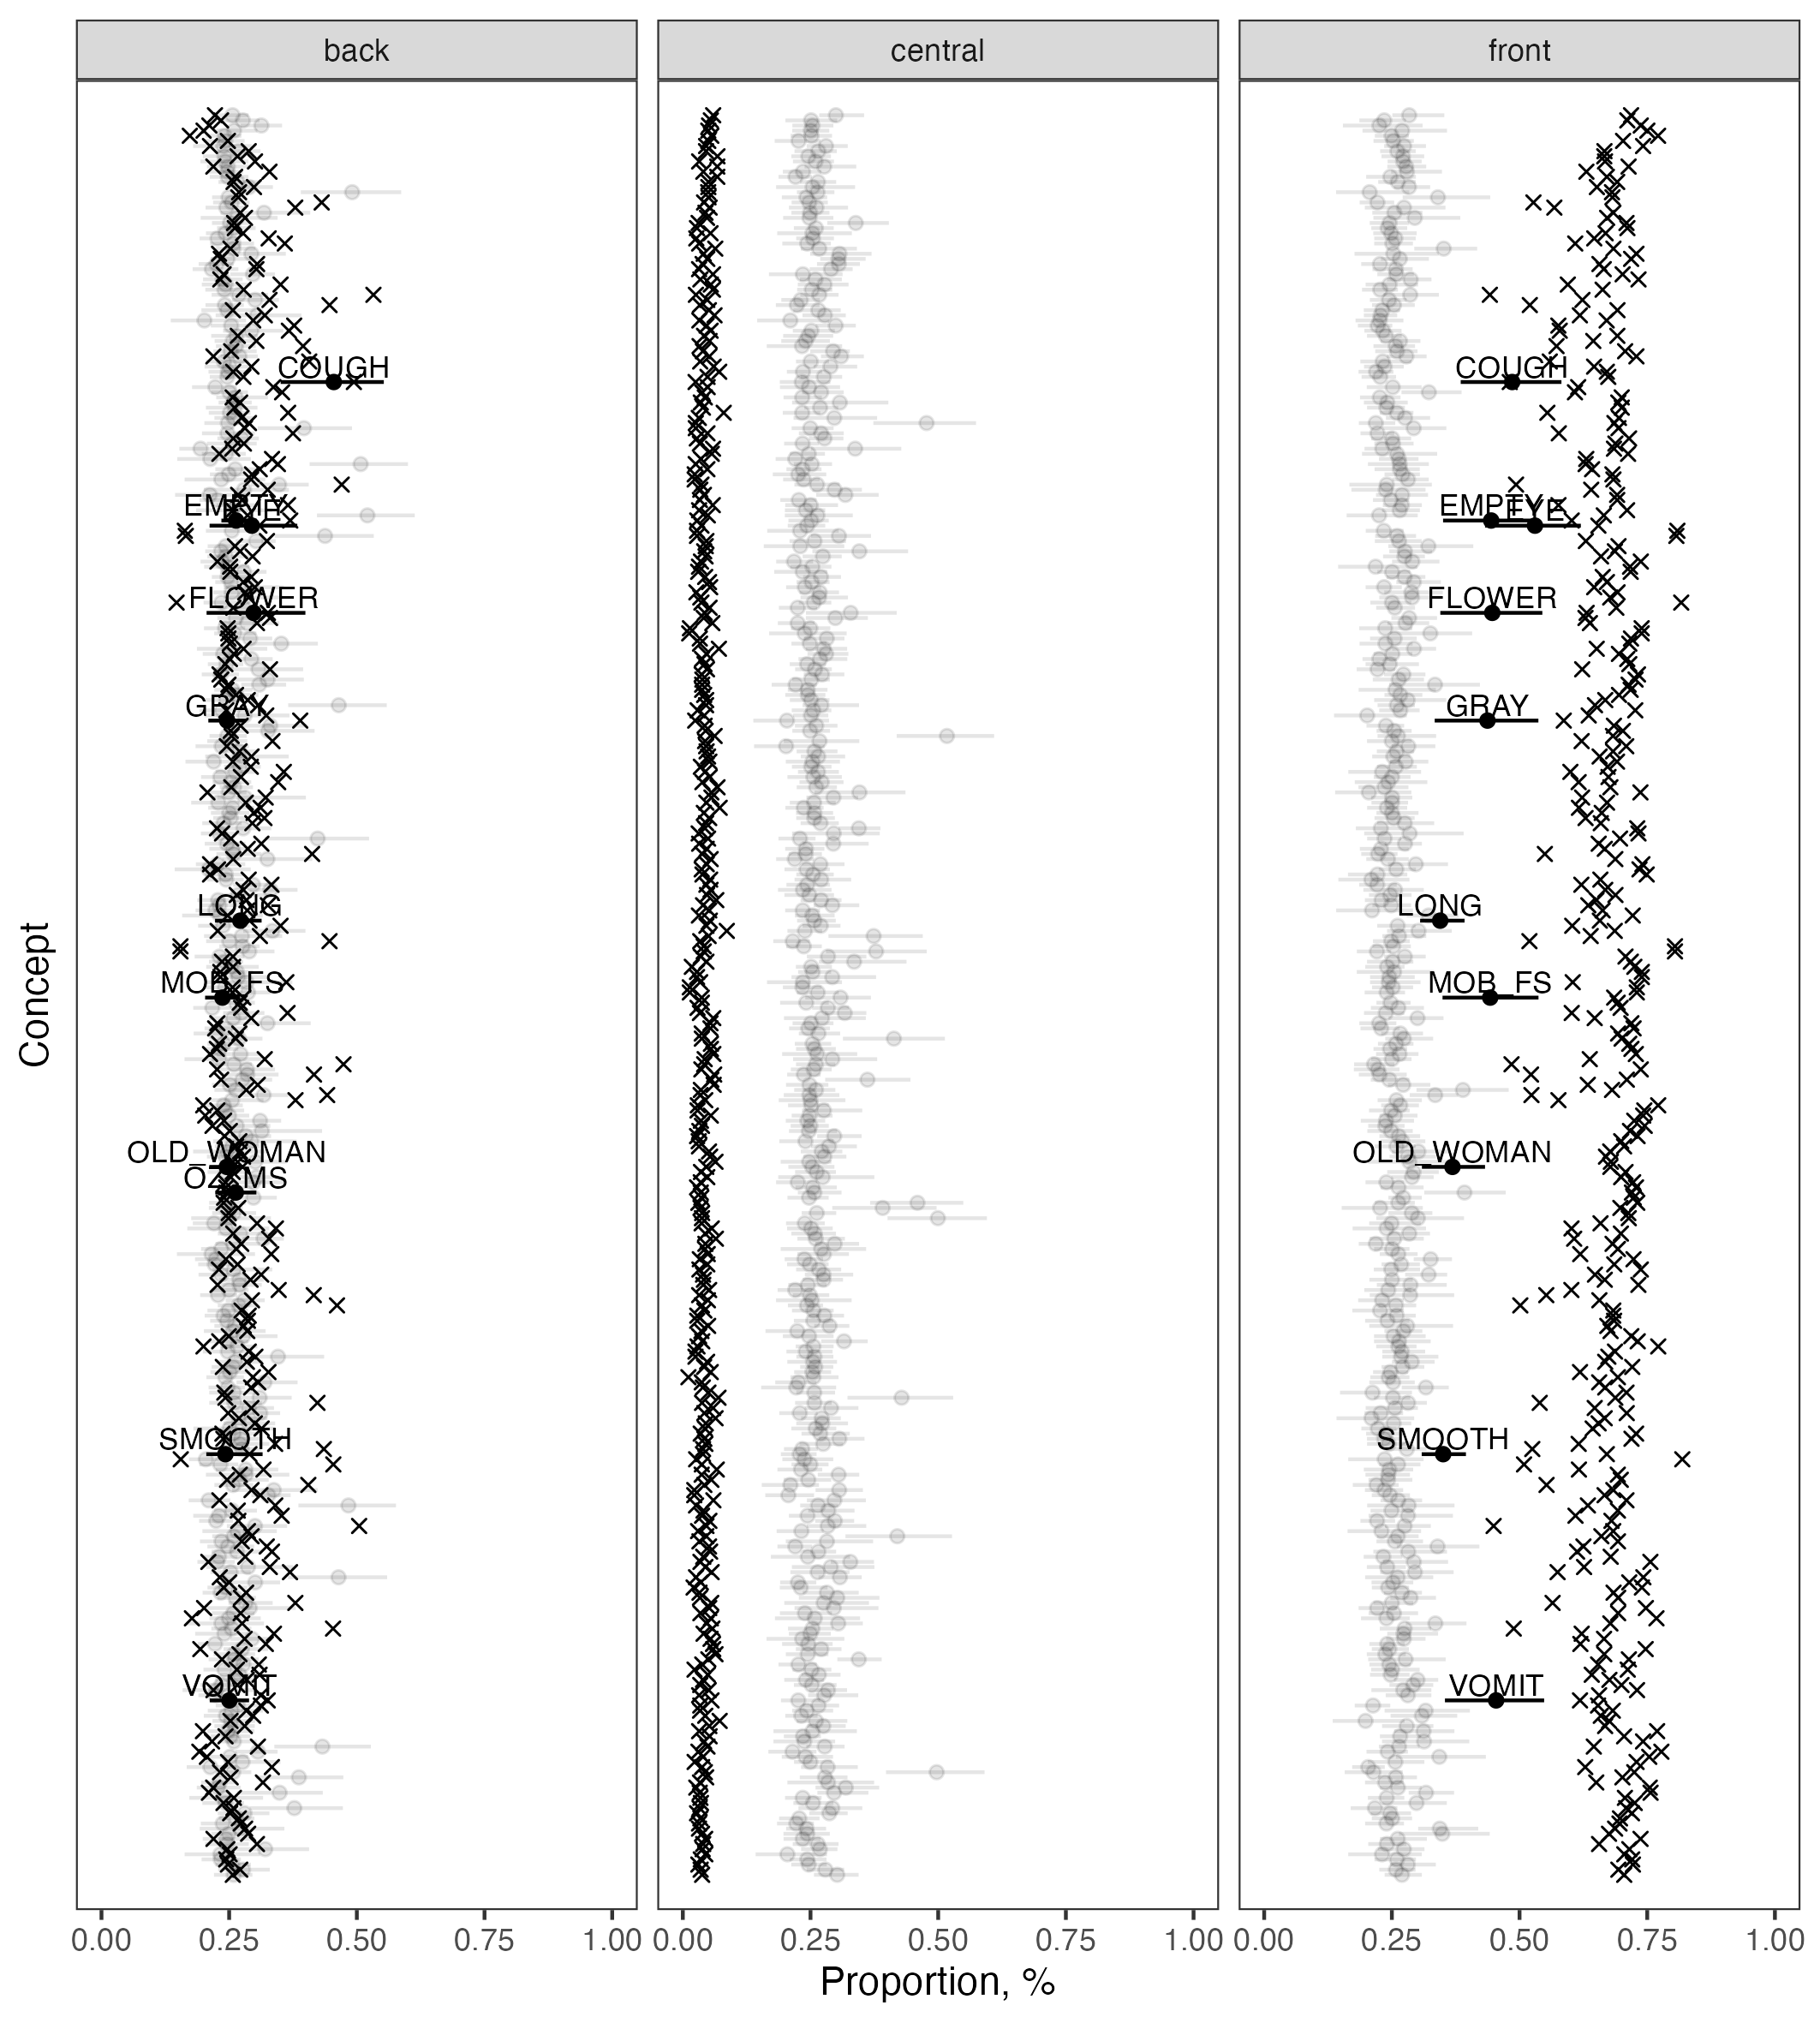 back central front
COUGH COUGH
EMPTY EYE EMPTY EYE
FLOWER FLOWER
GRAY GRAY
LONG LONG
MOB_FS MOB_FS
OLD_WOMAN OLD_WOMAN
MS
SMOOTH SMOOTH
VOMIT VOMIT
Concept
0.00 0.25 0.50 0.75 1.00 0.00 0.25 0.50 0.75 1.00 0.00 0.25 0.50 0.75 1.00
Proportion, %